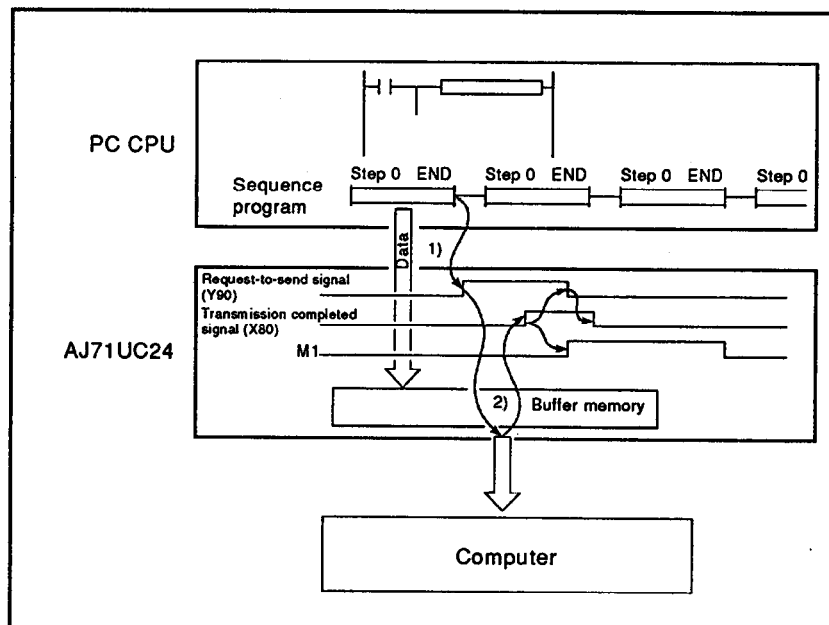 PC CPU
Step 0 END Step 0 END Step 0 END Step 0
Sequence
program
Data
1)
Request-to-send signal
(Y90)
Transmission completed
signal (X80)
M1
AJ71UC24
2)
Buffer memory
Computer